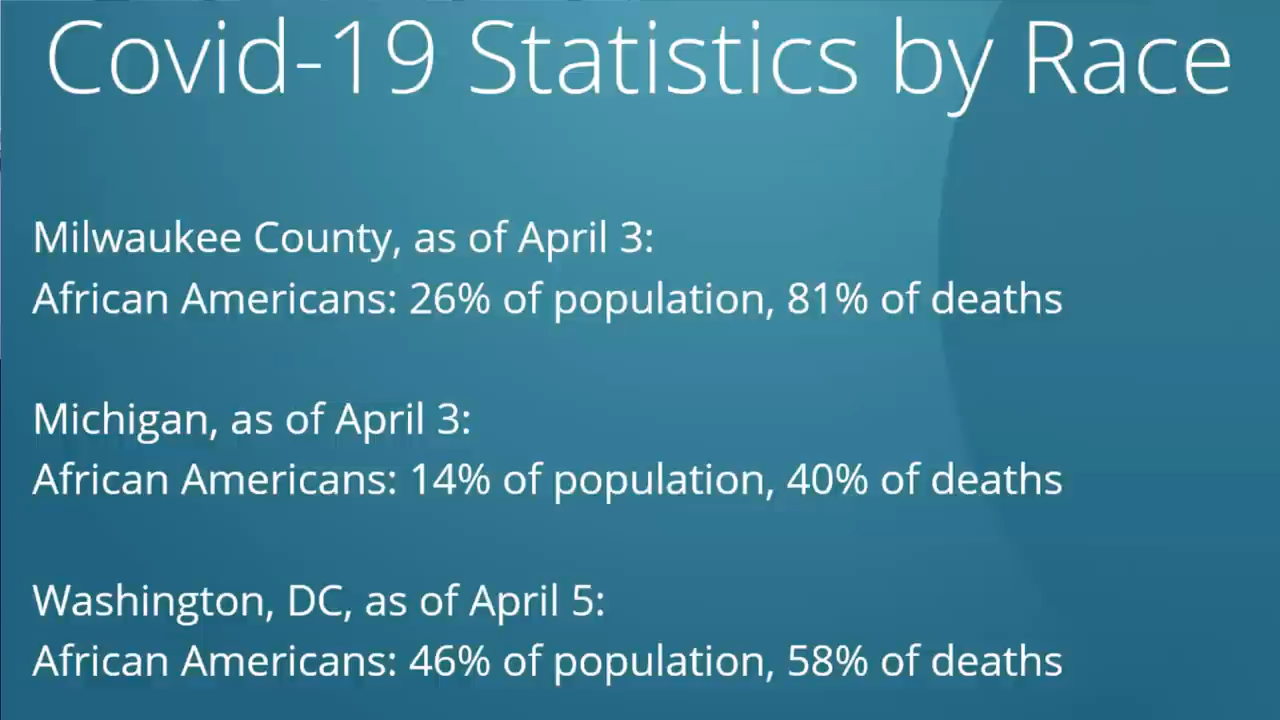 Covid-19 Statistics by Race
Milwaukee County, as of April 3:
African Americans: 26% of population, 81% of deaths
Michigan, as of April 3:
African Americans: 14% of population, 40% of deaths
Washington, DC, as of April 5:
African Americans: 46% of population, 58% of deaths